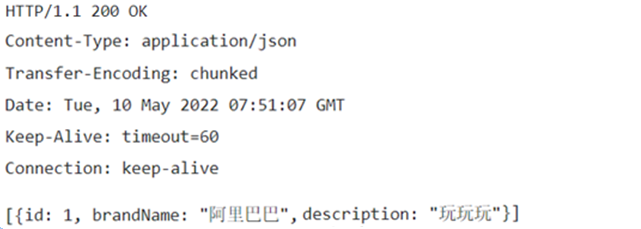 HTTP/1.1 200 OK
Content-Type: application/json
Transfer-Encoding: chunked
Date: Tue, 10 May 2022 07:51:07 GMT
Keep-Alive: timeout=60
Connection: keep-alive
[{id: 1, brandName: "阿里巴巴", description: "玩玩玩"}]